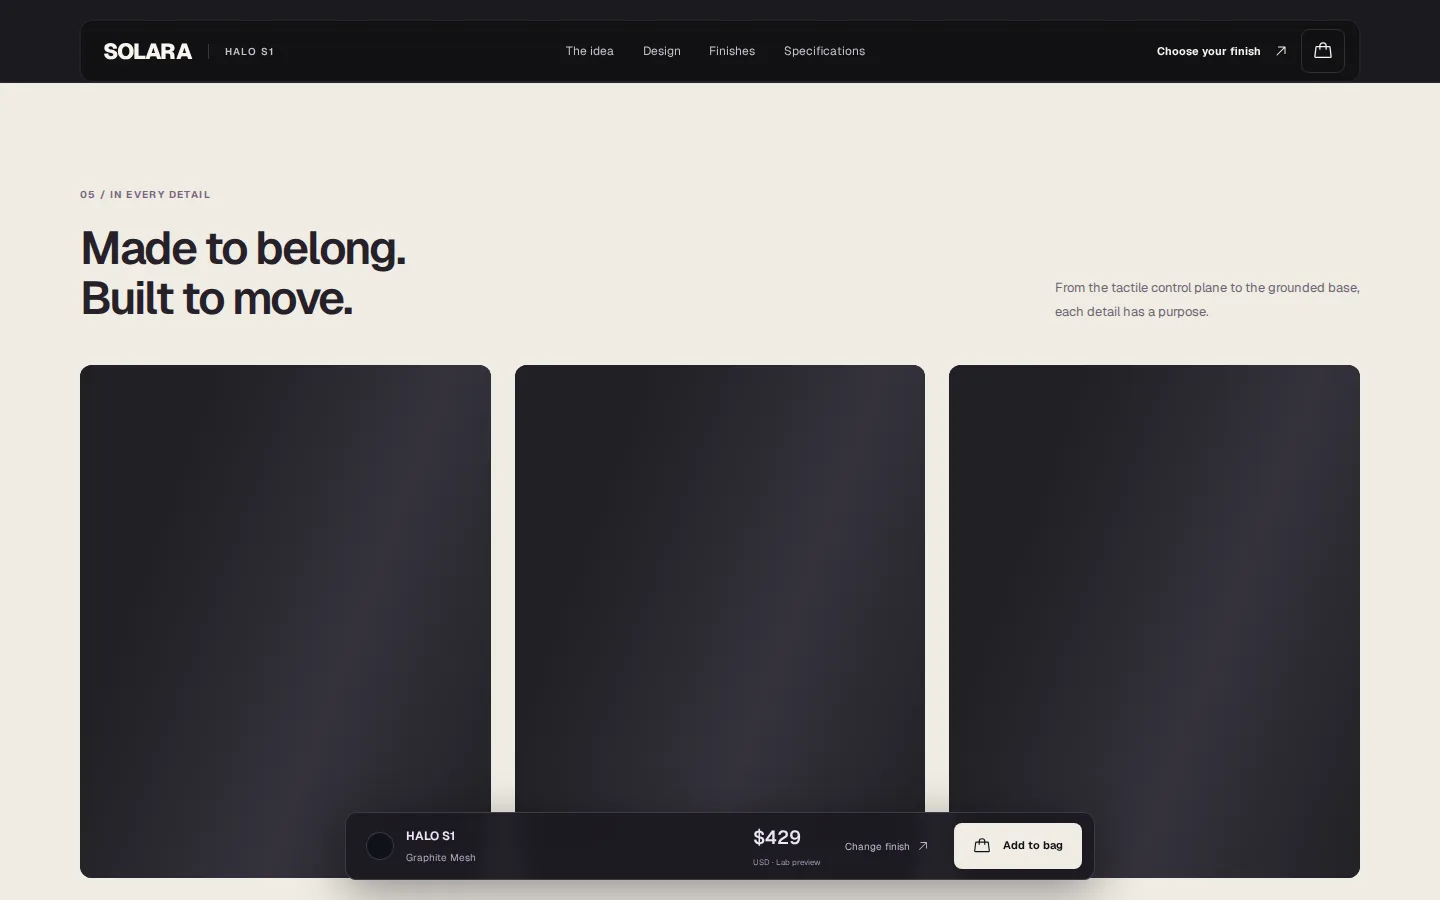 SOLARA
HALO S1
The idea
Design
Finishes
Specifications
Choose your finish
05 / IN EVERY DETAIL
Made to belong.
Built to move.
From the tactile control plane to the grounded base,
each detail has a purpose.
HALO S1
Graphite Mesh
$429
USD · Lab preview
Change finish
Add to bag